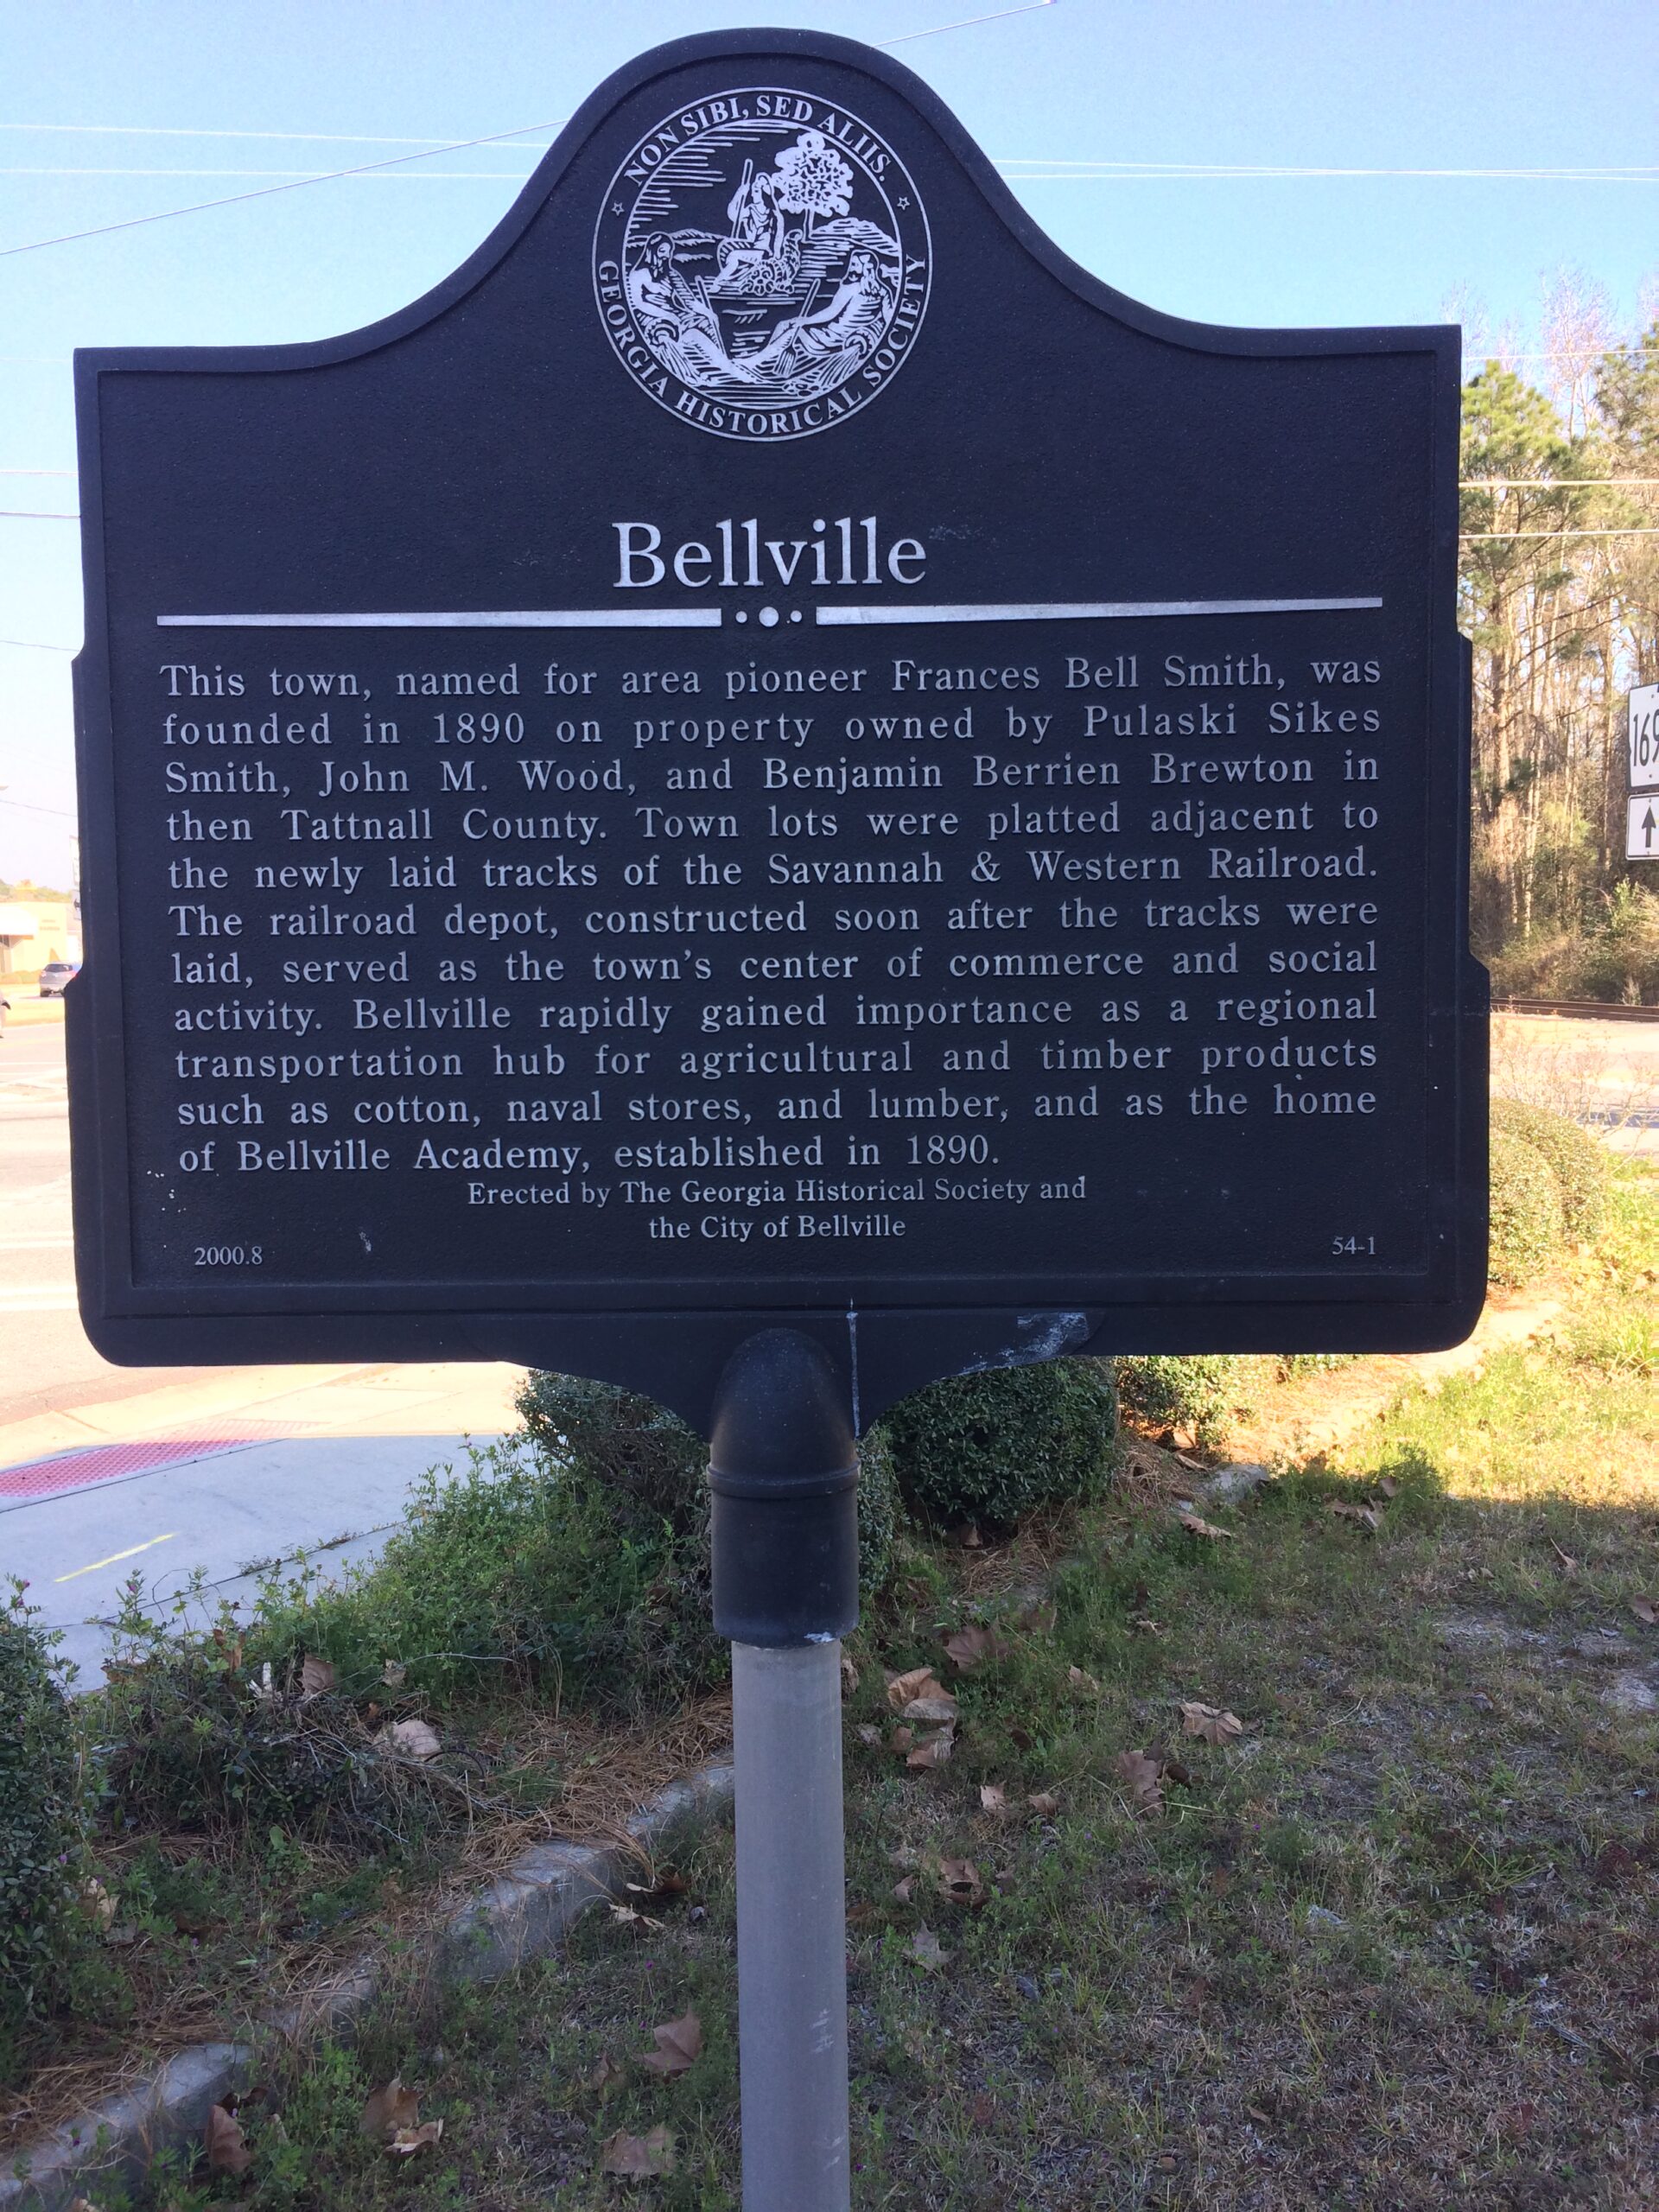 NON SIBI, SED ALIIS.
GEORGIA HISTORICAL SOCIETY
Bellville
This town, named for area pioneer Frances Bell Smith, was
founded in 1890 on property owned by Pulaski Sikes
Smith, John M. Wood, and Benjamin Berrien Brewton in
then Tattnall County. Town lots were platted adjacent to
the newly laid tracks of the Savannah & Western Railroad.
The railroad depot, constructed soon after the tracks were
laid, served as the town's center of commerce and social
activity. Bellville rapidly gained importance as a regional
transportation hub for agricultural and timber products
such as cotton, naval stores, and lumber, and as the home
of Bellville Academy, established in 1890.
Erected by The Georgia Historical Society and
the City of Bellville
2000.8 54-1
169